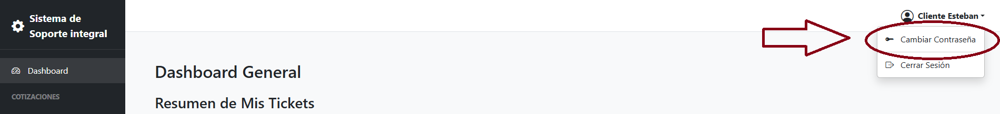 Sistema de
Soporte integral
Dashboard
COTIZACIONES
Cliente Esteban
Cambiar Contraseña
Cerrar Sesión
Dashboard General
Resumen de Mis Tickets